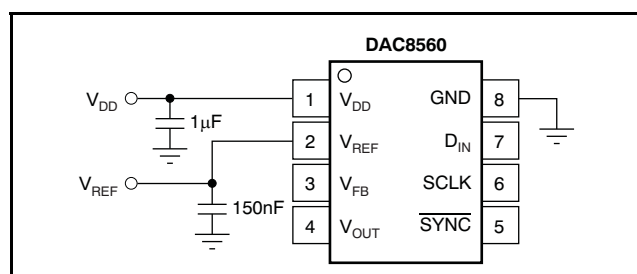 DAC8560
V_DD 1 V_DD GND 8
1μF
2 V_REF D_IN 7
V_REF 3 V_FB SCLK 6
150nF
4 V_OUT S̅Y̅N̅C̅ 5